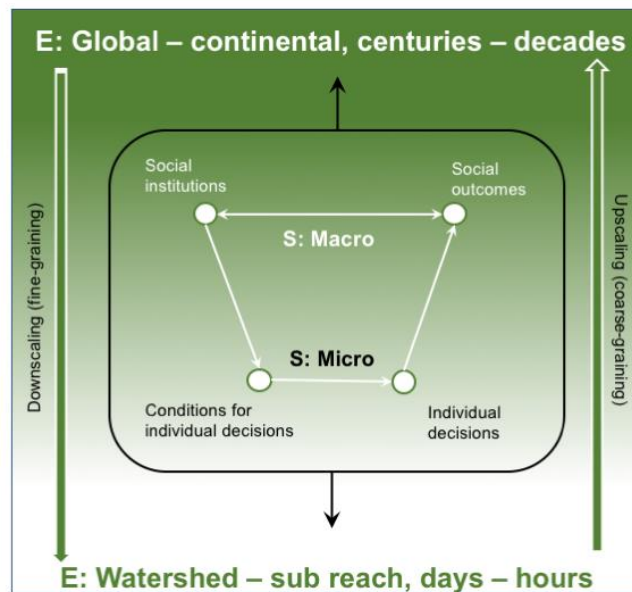 E: Global – continental, centuries – decades
Social
institutions
Social
outcomes
S: Macro
Downscaling (fine-graining)
Upscaling (coarse-graining)
S: Micro
Conditions for
individual decisions
Individual
decisions
E: Watershed – sub reach, days – hours